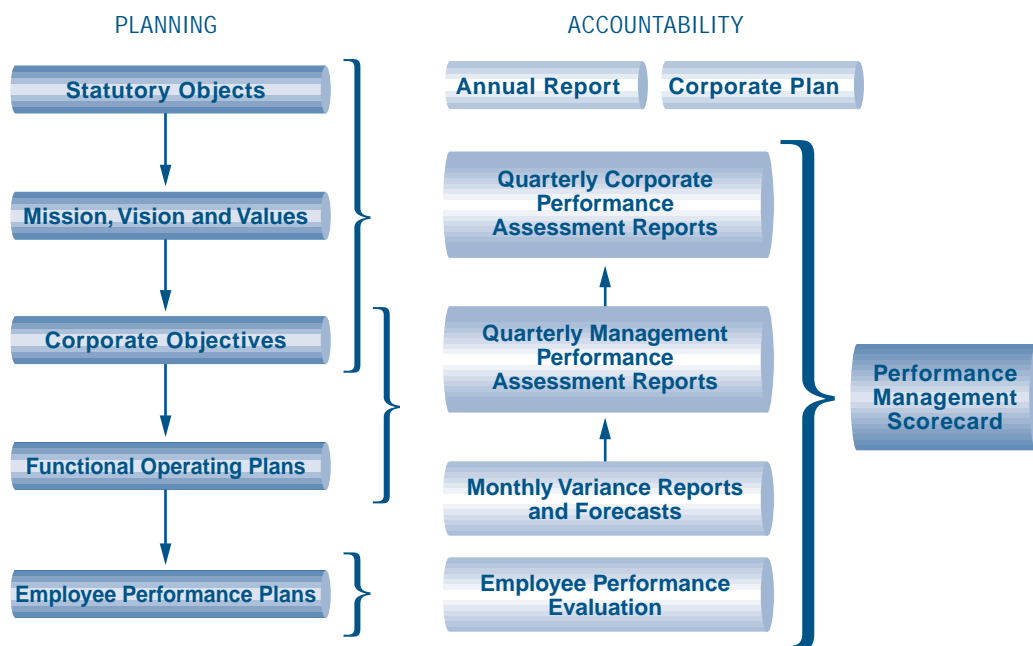 PLANNING
Statutory Objects
Mission, Vision and Values
Corporate Objectives
Functional Operating Plans
Employee Performance Plans
ACCOUNTABILITY
Annual Report
Corporate Plan
Quarterly Corporate
Performance
Assessment Reports
Quarterly Management
Performance
Assessment Reports
Monthly Variance Reports
and Forecasts
Employee Performance
Evaluation
Performance
Management
Scorecard